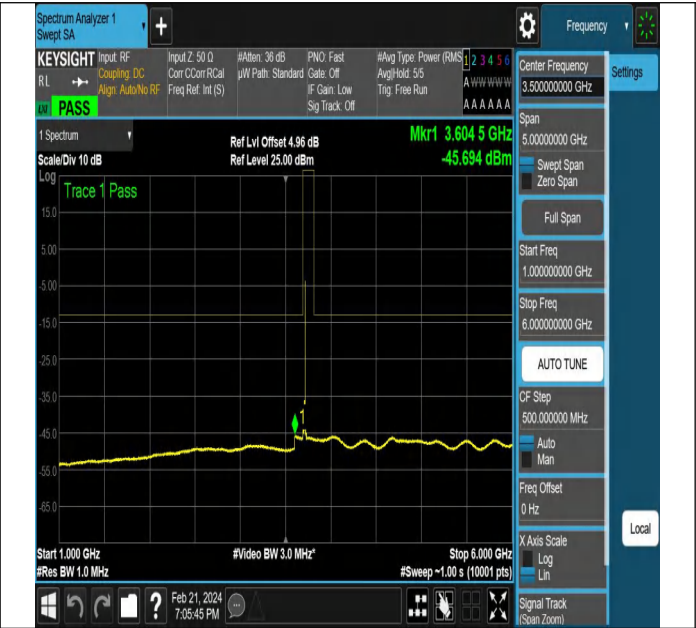 Spectrum Analyzer 1
Swept SA
+
Frequency
KEYSIGHT
RL
PASS
Input: RF
Coupling: DC
Align: Auto/No RF
Input Z: 50 Ω
Corr CCorr RCal
Freq Ref: Int (S)
#Atten: 36 dB
µW Path: Standard
PNO: Fast
Gate: Off
IF Gain: Low
Sig Track: Off
#Avg Type: Power (RMS
Avg|Hold: 5/5
Trig: Free Run
1 2 3 4 5 6
A W W W W W
A A A A A A
1 Spectrum
Scale/Div 10 dB
Ref Lvl Offset 4.96 dB
Ref Level 25.00 dBm
Mkr1 3.604 5 GHz
-45.694 dBm
Log
Trace 1 Pass
15.0
5.00
-5.00
-15.0
-25.0
-35.0
-45.0
-55.0
-65.0
1
Start 1.000 GHz
#Res BW 1.0 MHz
#Video BW 3.0 MHz*
Stop 6.000 GHz
#Sweep ~1.00 s (10001 pts)
Center Frequency
3.500000000 GHz
Settings
Span
5.00000000 GHz
Swept Span
Zero Span
Full Span
Start Freq
1.000000000 GHz
Stop Freq
6.000000000 GHz
AUTO TUNE
CF Step
500.000000 MHz
Auto
Man
Freq Offset
0 Hz
X Axis Scale
Log
Lin
Signal Track
(Span Zoom)
Local
?
Feb 21, 2024
7:05:45 PM